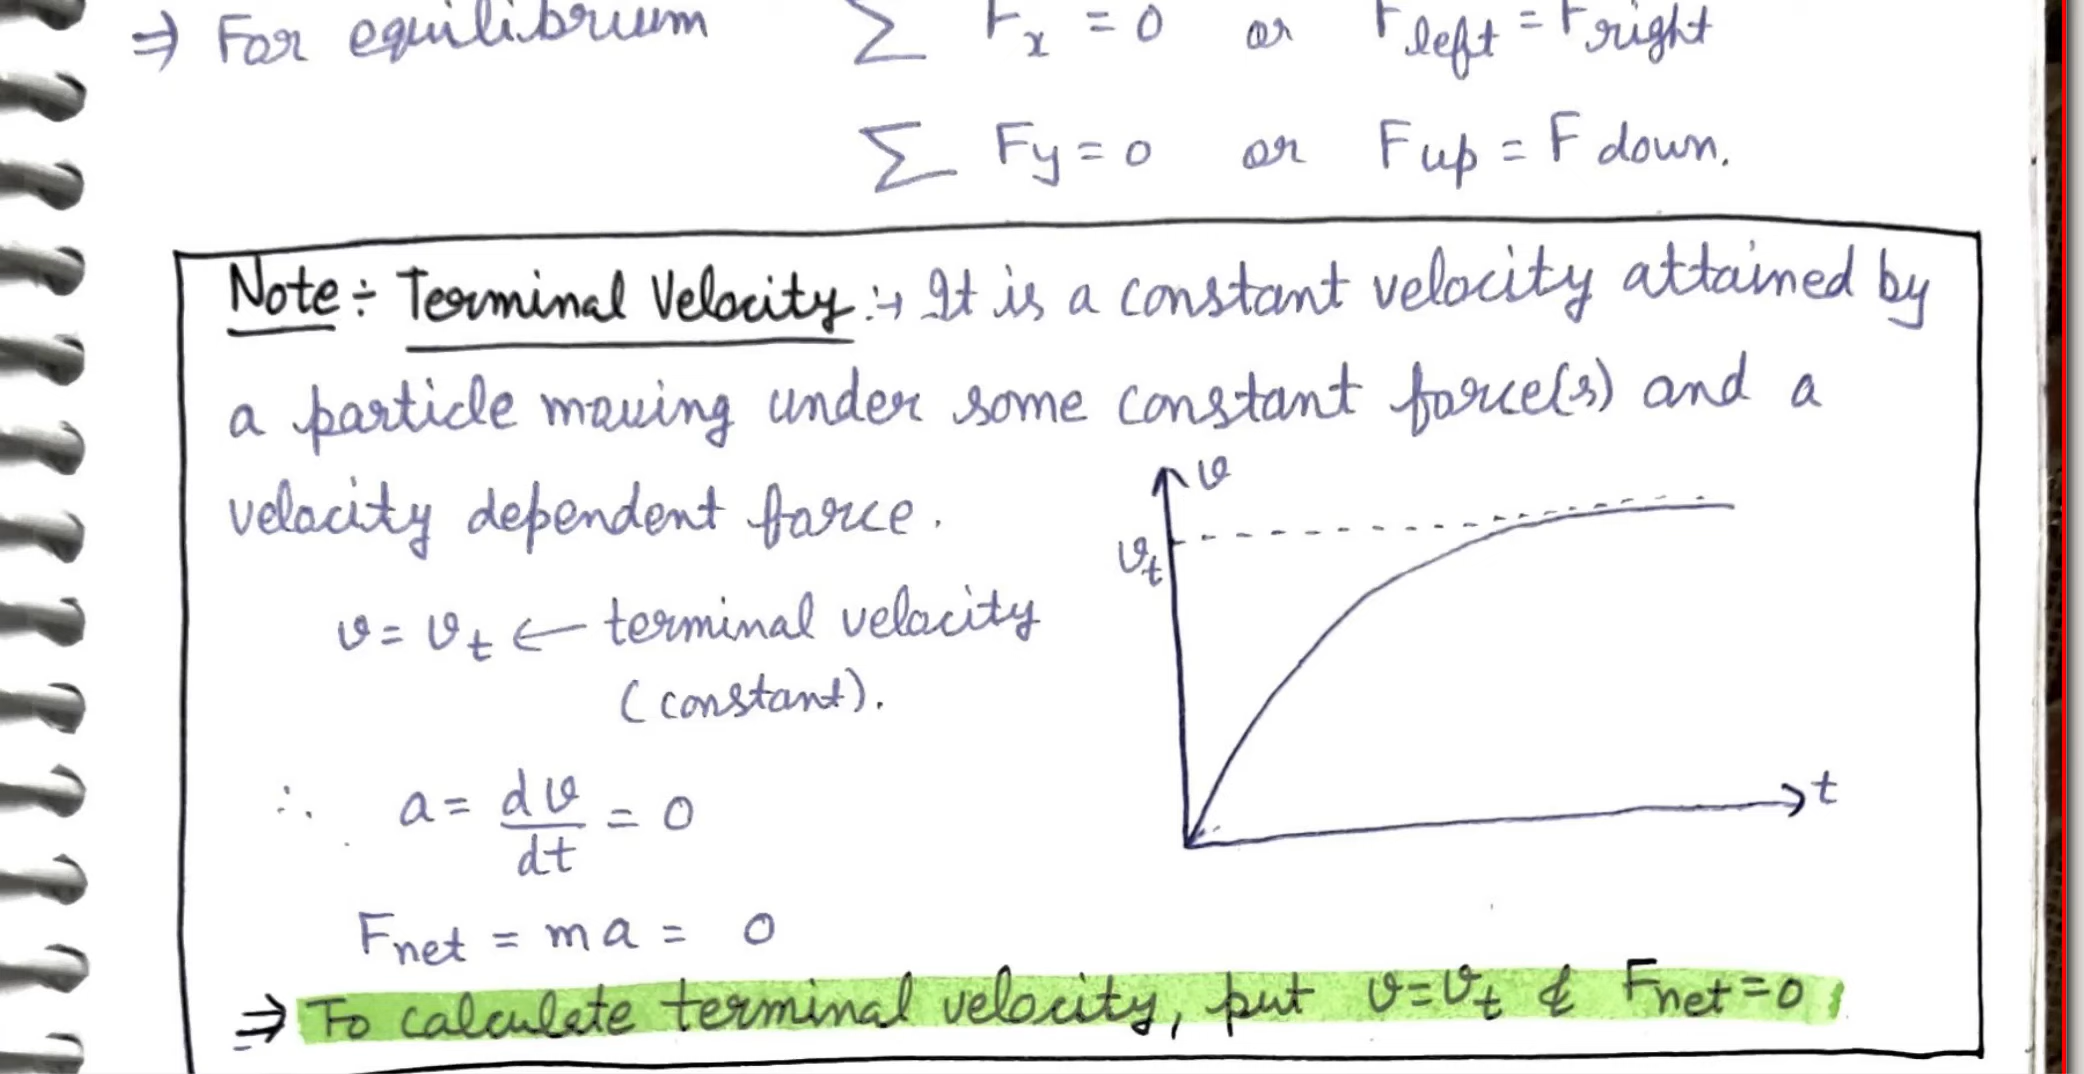 ⇒ For equilibrium ∑ Fx = 0 or Fleft = Fright
∑ Fy = 0 or Fup = F down.
Note ÷ Terminal Velocity :→ It is a constant velocity attained by
a particle moving under some constant force(s) and a
velocity dependent force.
v
vt
v = vt ← terminal velocity
(constant).
∴ a = dv/dt = 0
t
Fnet = ma = 0
⇒ To calculate terminal velocity, put v = vt & Fnet = 0